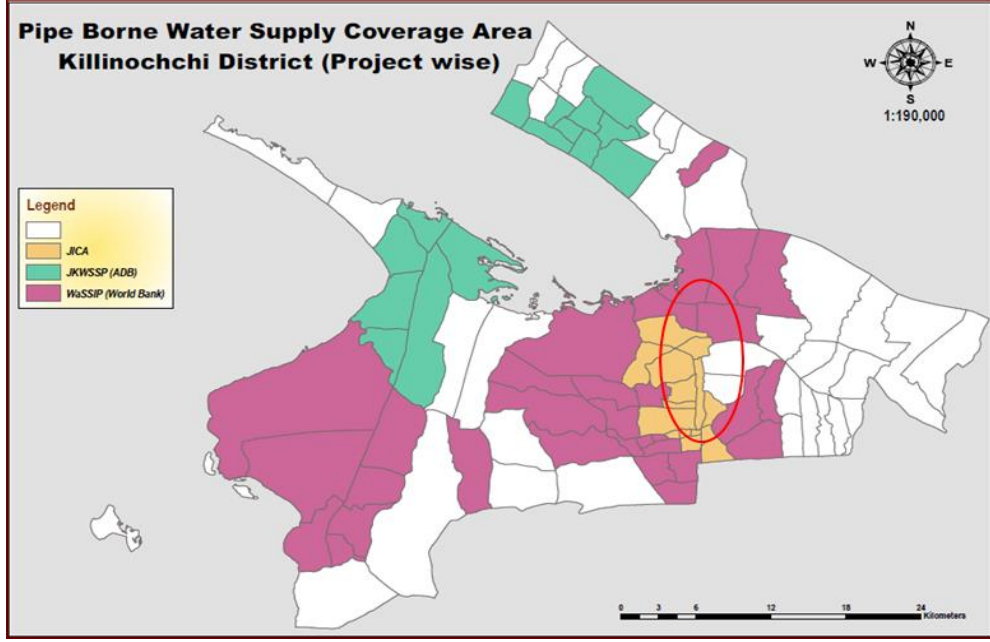 Pipe Borne Water Supply Coverage Area
Killinochchi District (Project wise)
N
W
E
S
1:190,000
Legend
JICA
JKWSSP (ADB)
WaSSIP (World Bank)
0 3 6 12 18 24
Kilometers